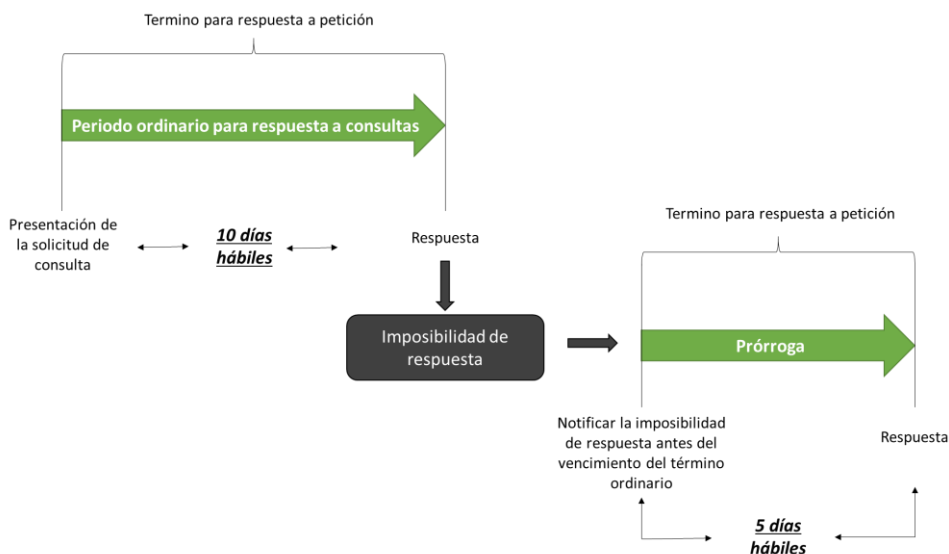 Termino para respuesta a petición
Periodo ordinario para respuesta a consultas
Presentación de
la solicitud de
consulta
10 días
hábiles
Respuesta
Imposibilidad de
respuesta
Termino para respuesta a petición
Prórroga
Notificar la imposibilidad
de respuesta antes del
vencimiento del término
ordinario
Respuesta
5 días
hábiles